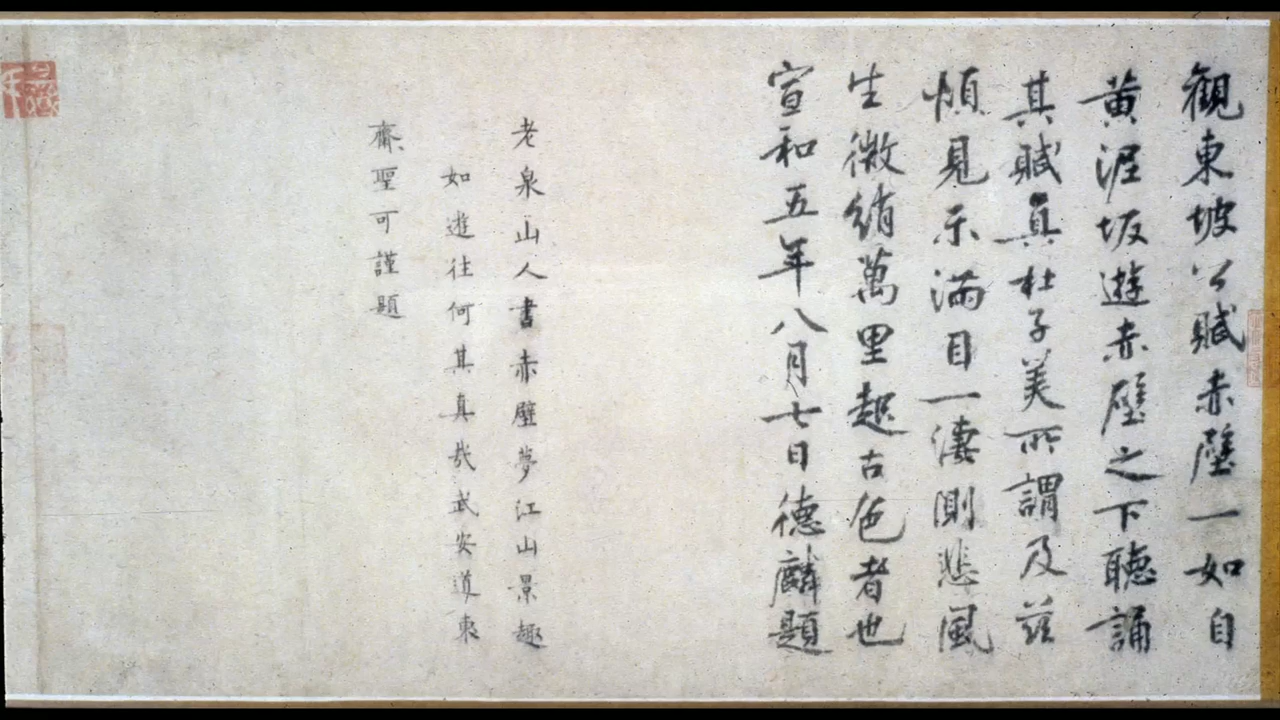 觀東坡公賦赤壁一如自
黃泥坂遊赤壁之下聽誦
其賦真杜子美所謂及茲
煩見示滿目一淒惻悲風
生微綃萬里起古色者也
宣和五年八月七日德麟題
老泉山人書赤壁夢江山景趣
如遊往何其真哉武安道東
齋聖可謹題